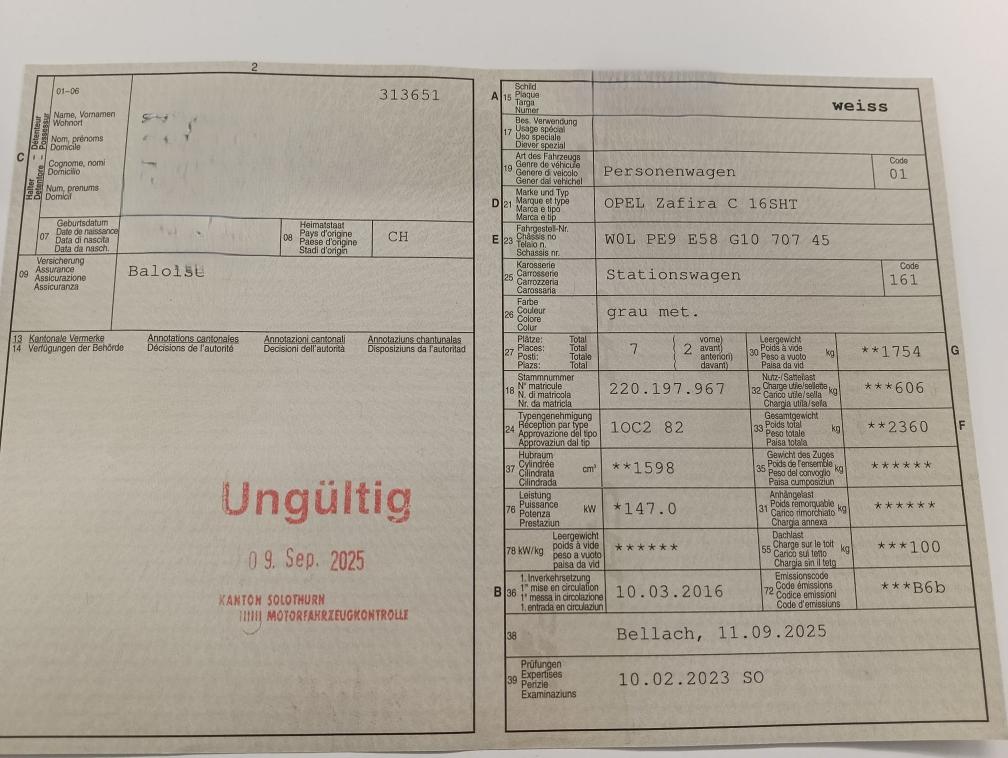 2
01-06
313651
C
Halter
Détenteur
Detentore
Possessur
Name, Vornamen
Wohnort
Nom, prénoms
Domicile
Cognome, nomi
Domicilio
Num, prenums
Domicil
07
Geburtsdatum
Date de naissance
Data di nascita
Data da nasch.
08
Heimatstaat
Pays d'origine
Paese d'origine
Stadi d'origin
CH
09
Versicherung
Assurance
Assicurazione
Assicuranza
Baloise
13 Kantonale Vermerke Annotations cantonales Annotazioni cantonali Annotaziuns chantunalas
14 Verfügungen der Behörde Décisions de l'autorité Decisioni dell'autorità Disposiziuns da l'autoritad
Ungültig
09. Sep. 2025
KANTON SOLOTHURN
MOTORFAHRZEUGKONTROLLE
A 15
Schild
Plaque
Targa
Numer
weiss
17
Bes. Verwendung
Usage spécial
Uso speciale
Diever spezial
19
Art des Fahrzeugs
Genre de véhicule
Genere di veicolo
Gener dal vehichel
Personenwagen
Code
01
D 21
Marke und Typ
Marque et type
Marca e tipo
Marca e tip
OPEL Zafira C 16SHT
E 23
Fahrgestell-Nr.
Châssis no
Telaio n.
Schassis nr.
W0L PE9 E58 G10 707 45
25
Karosserie
Carrosserie
Carrozzeria
Carossaria
Stationswagen
Code
161
26
Farbe
Couleur
Colore
Colur
grau met.
27
Plätze: Total
Places: Total
Posti: Totale
Plazs: Total
7
( 2
vorne)
avant)
anteriori)
davant)
30
Leergewicht
Poids à vide
Peso a vuoto
Paisa da vid
kg
**1754
G
18
Stammnummer
N° matricule
N. di matricola
Nr. da matricla
220.197.967
32
Nutz-/Sattellast
Charge utile/sellette
Carico utile/sella
Chargia utila/sella
kg
***606
24
Typengenehmigung
Réception par type
Approvazione del tipo
Approvaziun dal tip
1OC2 82
33
Gesamtgewicht
Poids total
Peso totale
Paisa totala
kg
**2360
F
37
Hubraum
Cylindrée
Cilindrata
Cilindrada
cm³
**1598
35
Gewicht des Zuges
Poids de l'ensemble
Peso del convoglio
Paisa cumposiziun
kg
******
76
Leistung
Puissance
Potenza
Prestaziun
kW
*147.0
31
Anhängelast
Poids remorquable
Carico rimorchiato
Chargia annexa
kg
******
78 kW/kg
Leergewicht
poids à vide
peso a vuoto
paisa da vid
******
55
Dachlast
Charge sur le toit
Carico sul tetto
Chargia sin il tetg
kg
***100
B 36
1. Inverkehrsetzung
1re mise en circulation
1a messa in circolazione
1. entrada en circulaziun
10.03.2016
72
Emissionscode
Code émissions
Codice emissioni
Code d'emissiuns
***B6b
38
Bellach, 11.09.2025
39
Prüfungen
Expertises
Perizie
Examinaziuns
10.02.2023 SO